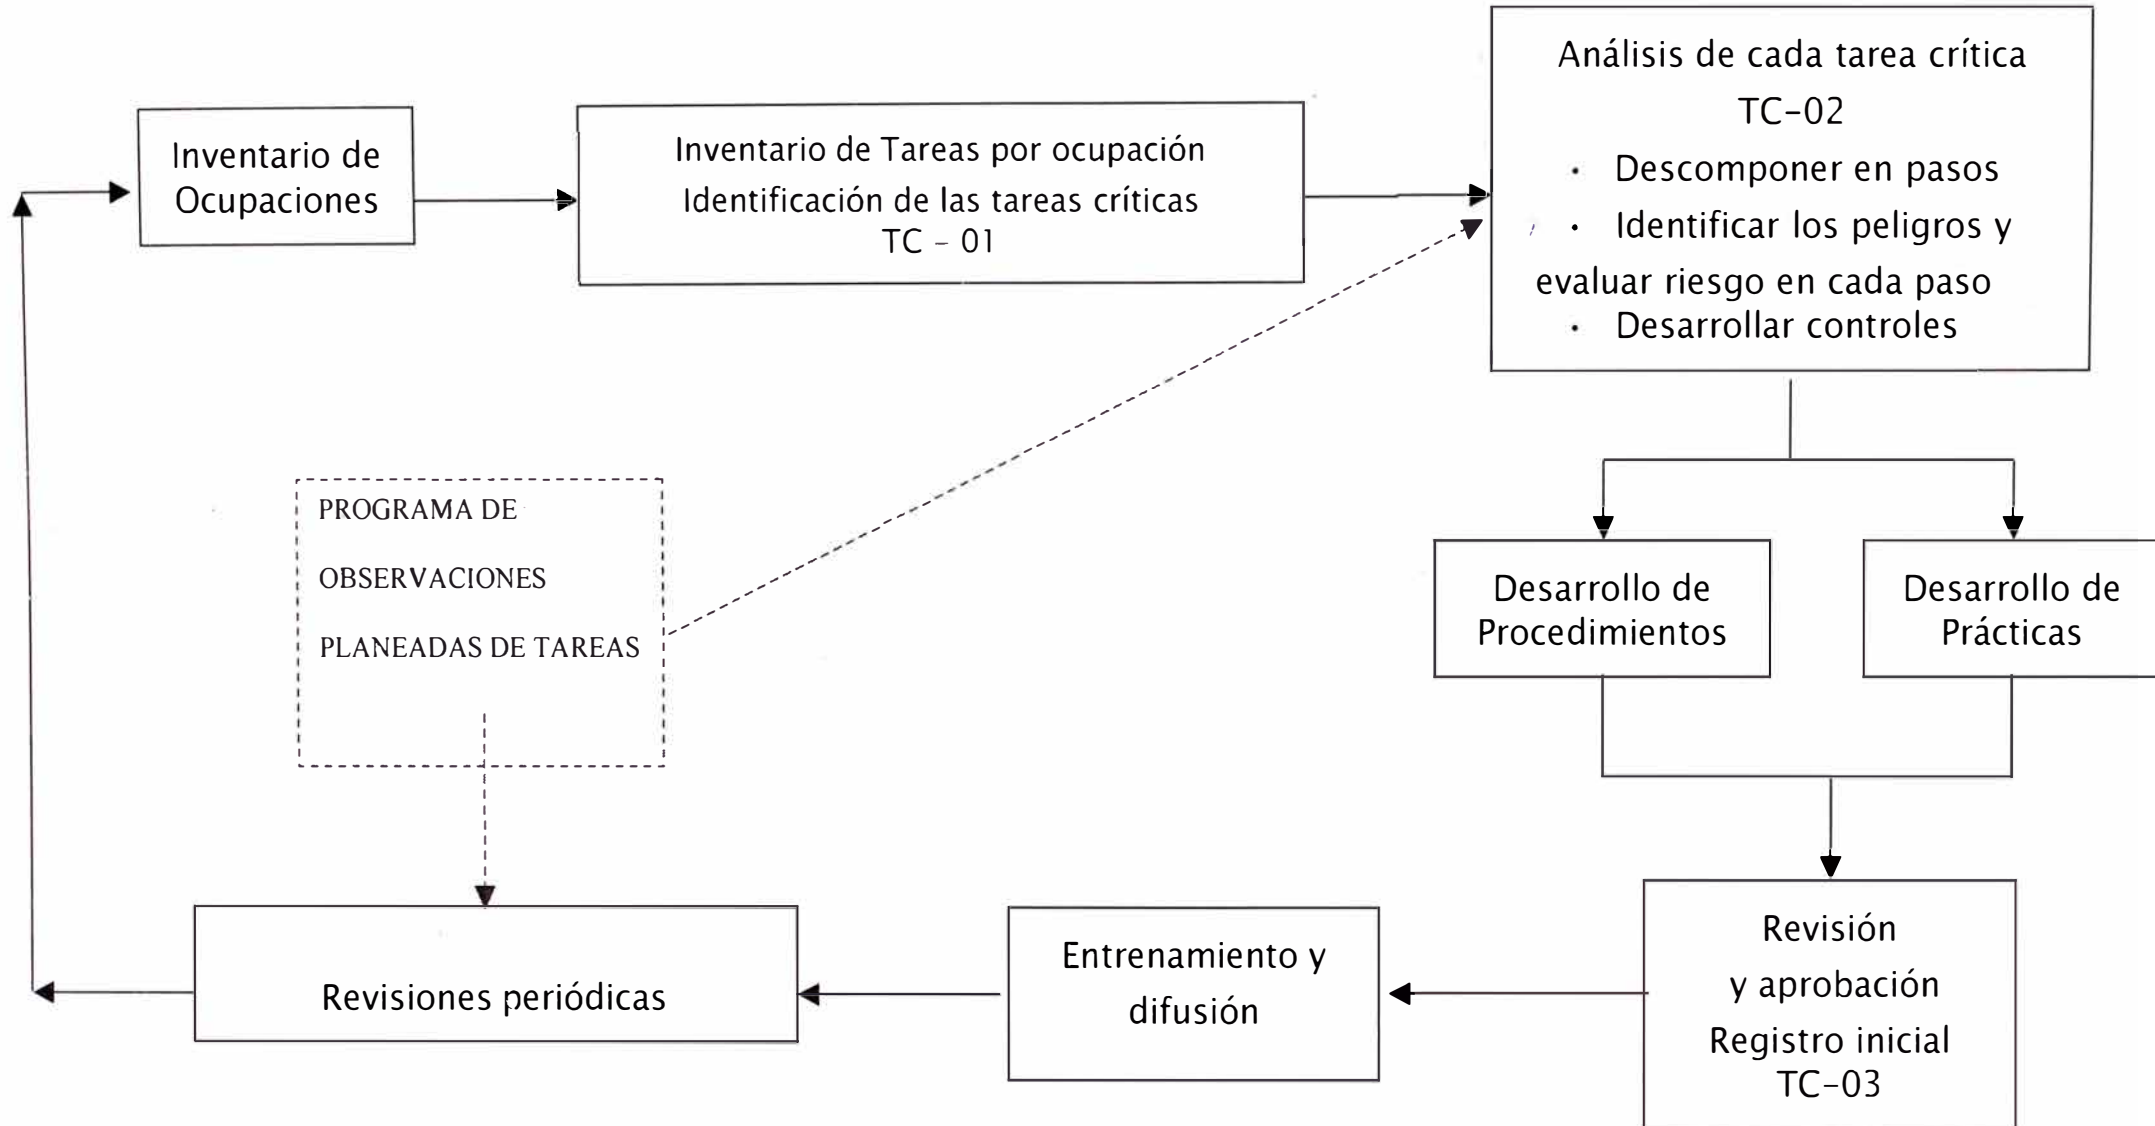 Inventario de
Ocupaciones
Inventario de Tareas por ocupación
Identificación de las tareas críticas
TC – 01
Análisis de cada tarea crítica
TC–02
· Descomponer en pasos
· Identificar los peligros y
evaluar riesgo en cada paso
· Desarrollar controles
PROGRAMA DE
OBSERVACIONES
PLANEADAS DE TAREAS
Desarrollo de
Procedimientos
Desarrollo de
Prácticas
Revisión
y aprobación
Registro inicial
TC–03
Entrenamiento y
difusión
Revisiones periódicas